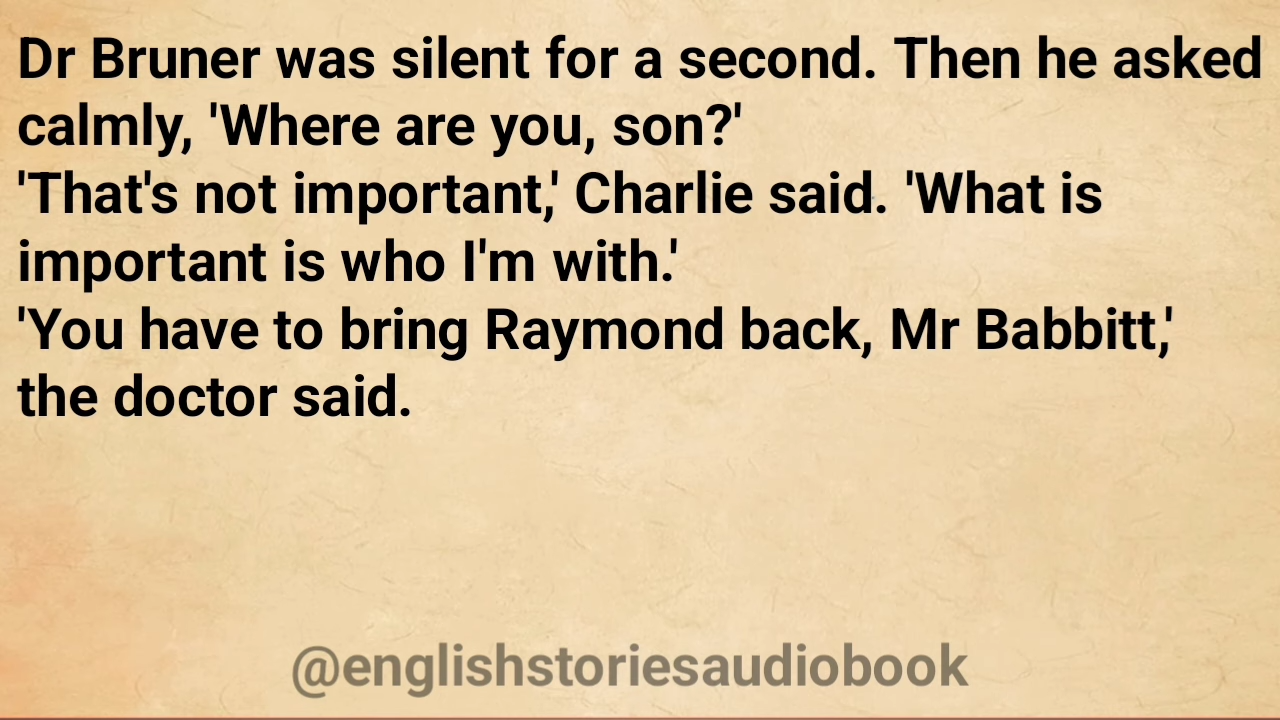 Dr Bruner was silent for a second. Then he asked
calmly, 'Where are you, son?'
'That's not important,' Charlie said. 'What is
important is who I'm with.'
'You have to bring Raymond back, Mr Babbitt,'
the doctor said.
@englishstoriesaudiobook